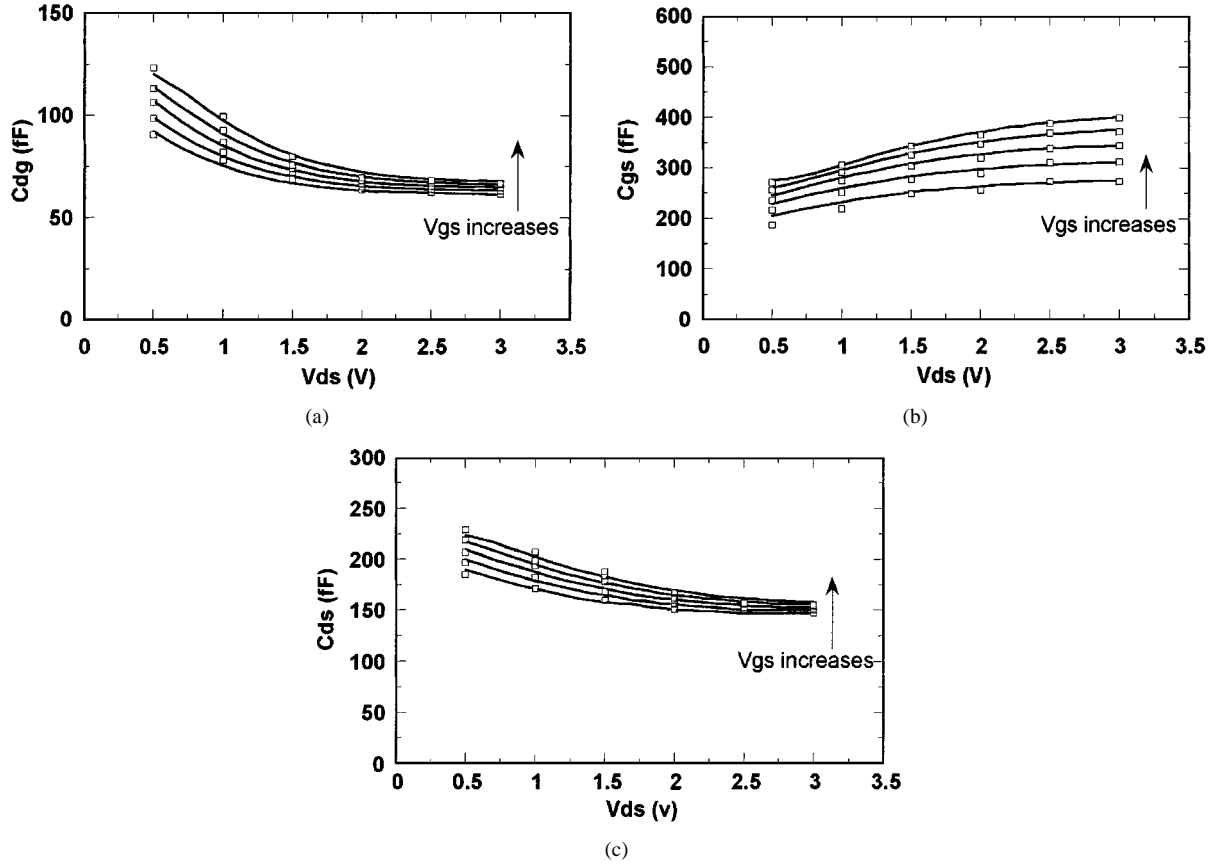 150
100
50
0
Cdg (fF)
Vgs increases
0 0.5 1 1.5 2 2.5 3 3.5
Vds (V)
(a)
600
500
400
300
200
100
0
Cgs (fF)
Vgs increases
0 0.5 1 1.5 2 2.5 3 3.5
Vds (V)
(b)
300
250
200
150
100
50
0
Cds (fF)
Vgs increases
0 0.5 1 1.5 2 2.5 3 3.5
Vds (v)
(c)